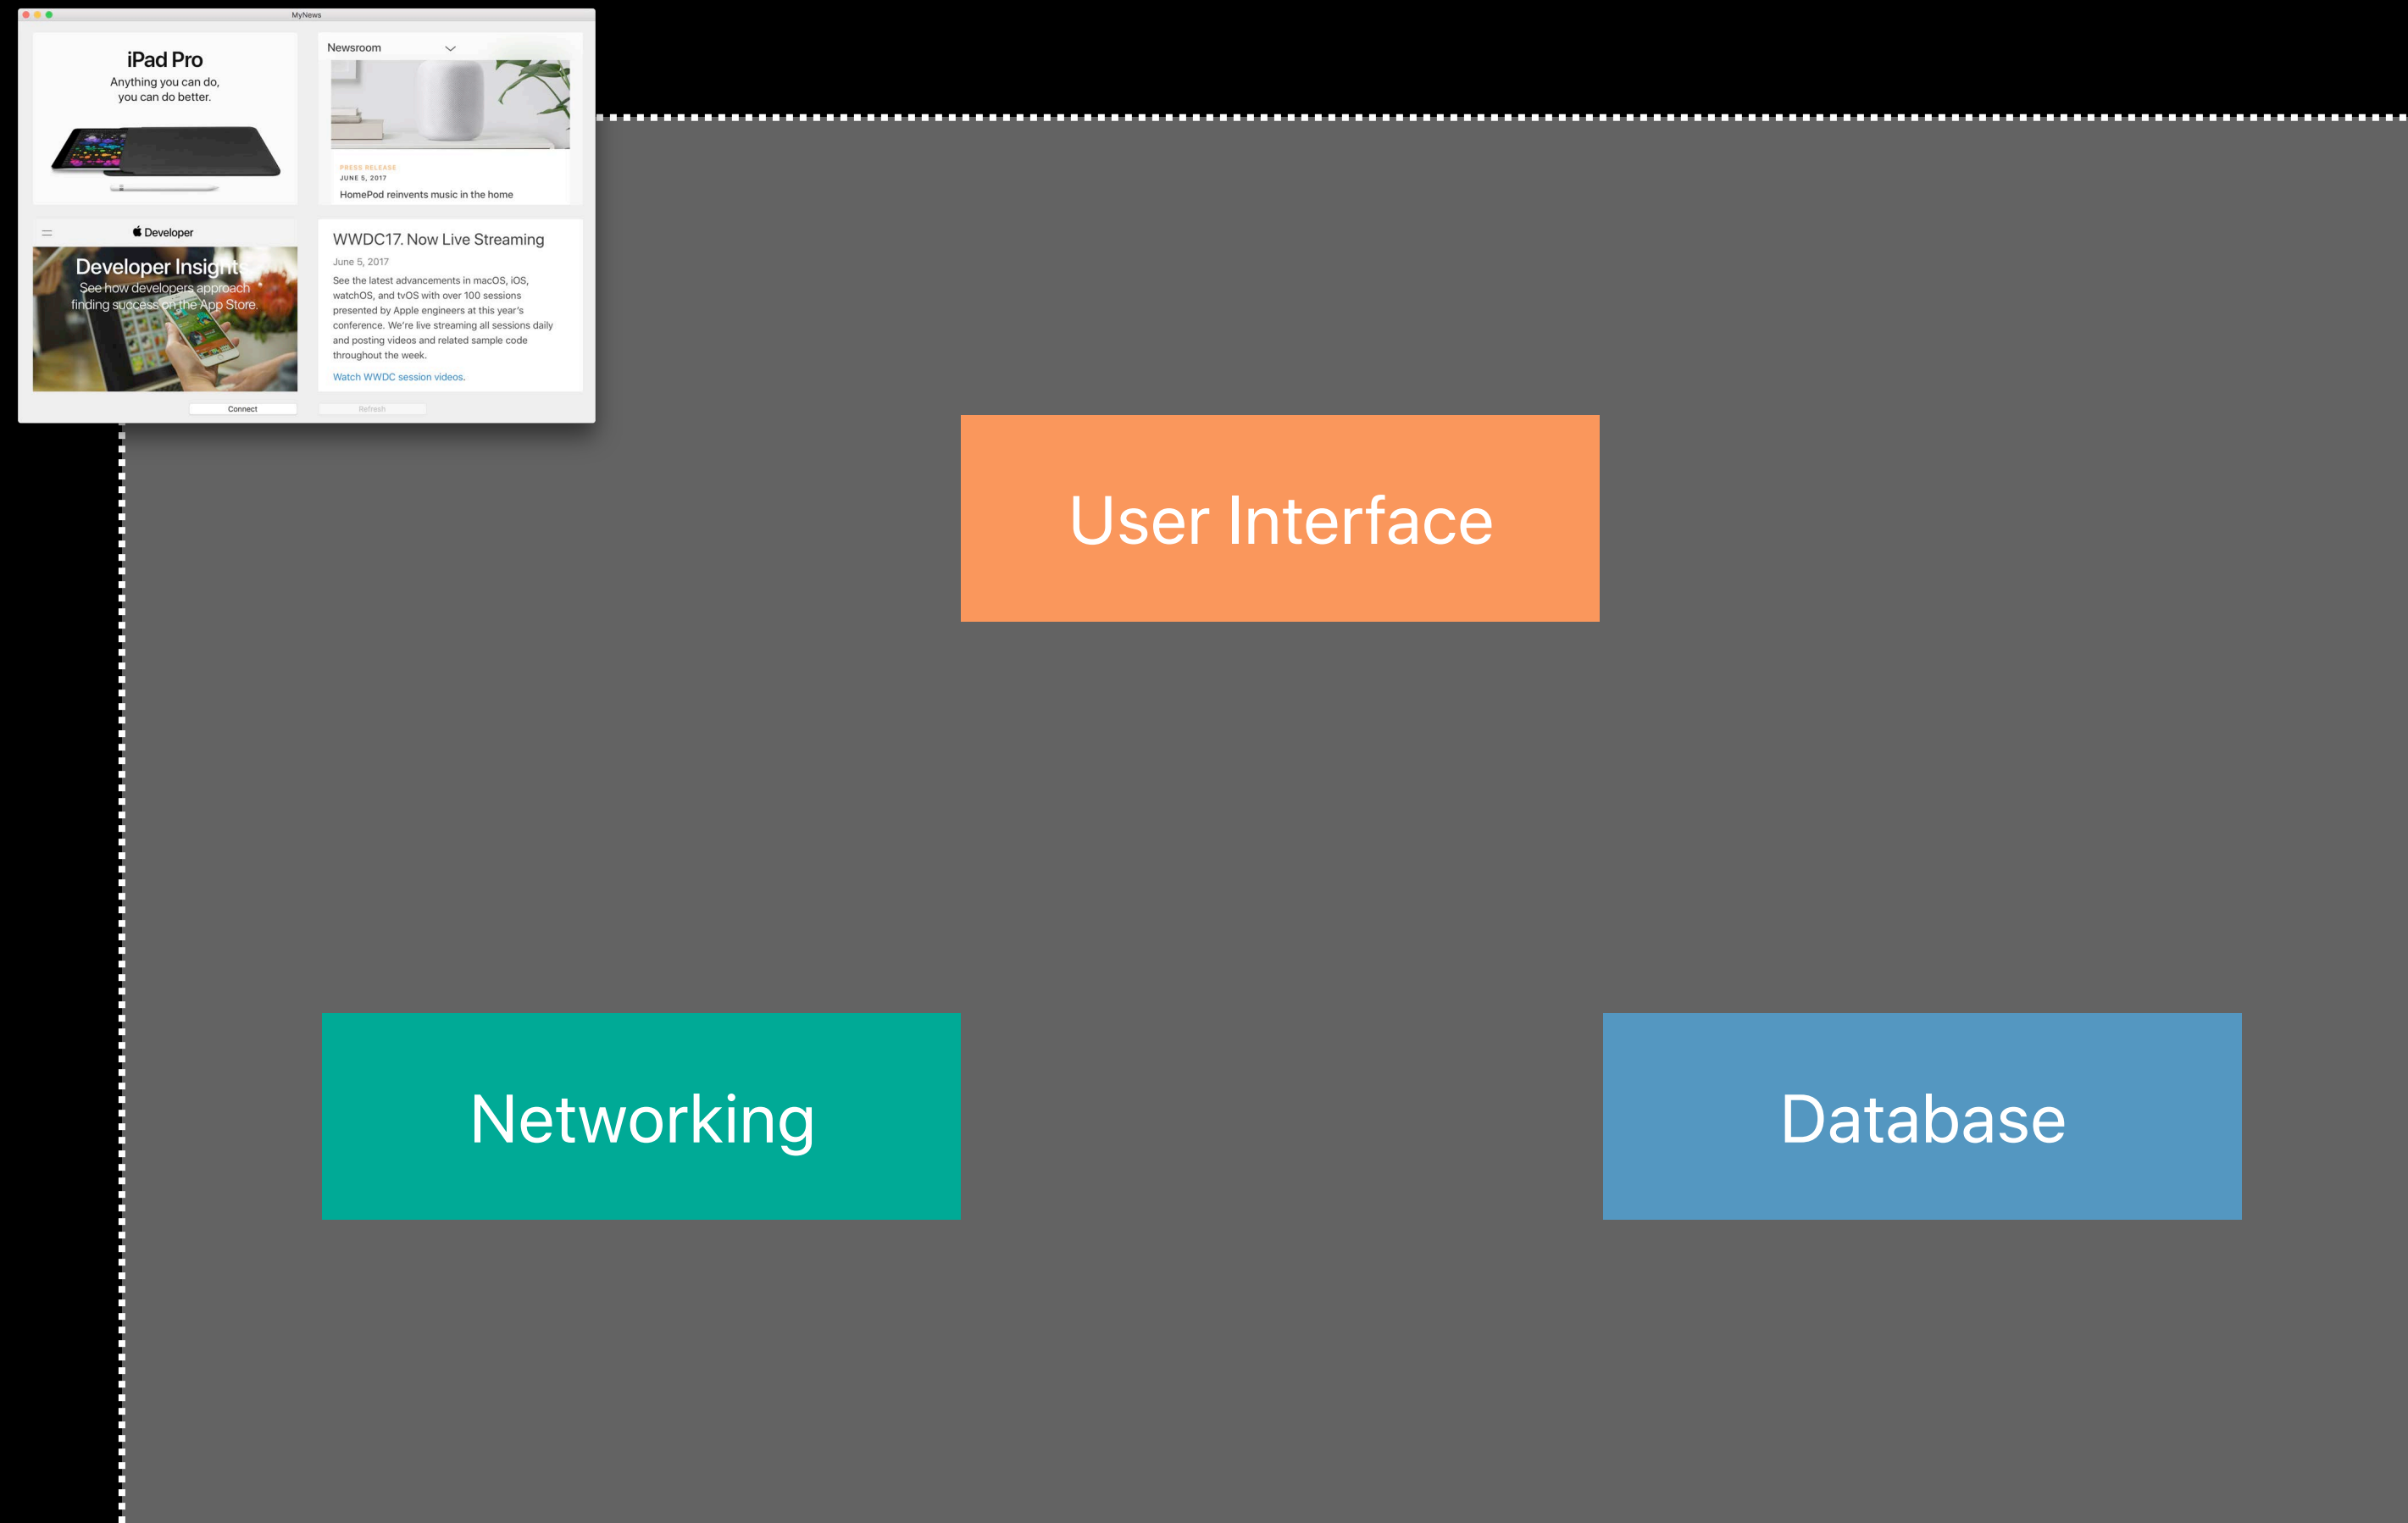 MyNews
iPad Pro
Anything you can do,
you can do better.
Newsroom
PRESS RELEASE
JUNE 5, 2017
HomePod reinvents music in the home
Developer
Developer Insights
See how developers approach
finding success on the App Store.
WWDC17. Now Live Streaming
June 5, 2017
See the latest advancements in macOS, iOS,
watchOS, and tvOS with over 100 sessions
presented by Apple engineers at this year's
conference. We're live streaming all sessions daily
and posting videos and related sample code
throughout the week.
Watch WWDC session videos.
Connect
Refresh
User Interface
Networking
Database